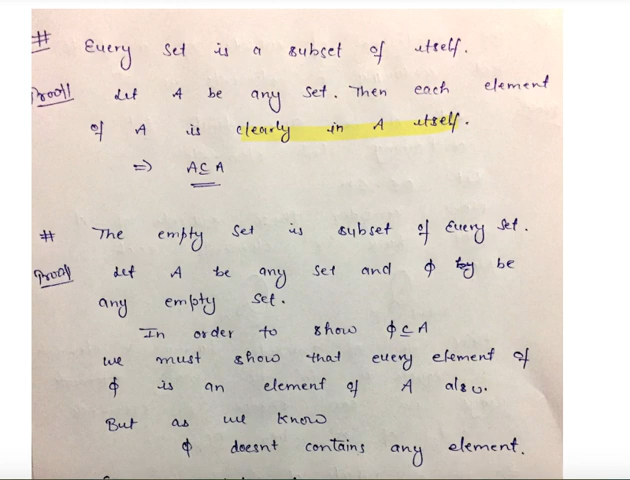 # Every set is a subset of itself.
Proof Let A be any set. Then each element
of A is clearly in A itself.
⇒ A⊆A
# The empty set is subset of Every set.
Proof Let A be any set and ϕ by be
any empty set.
In order to show ϕ⊆A
we must show that every element of
ϕ is an element of A also.
But as we know
ϕ doesnt contains any element.